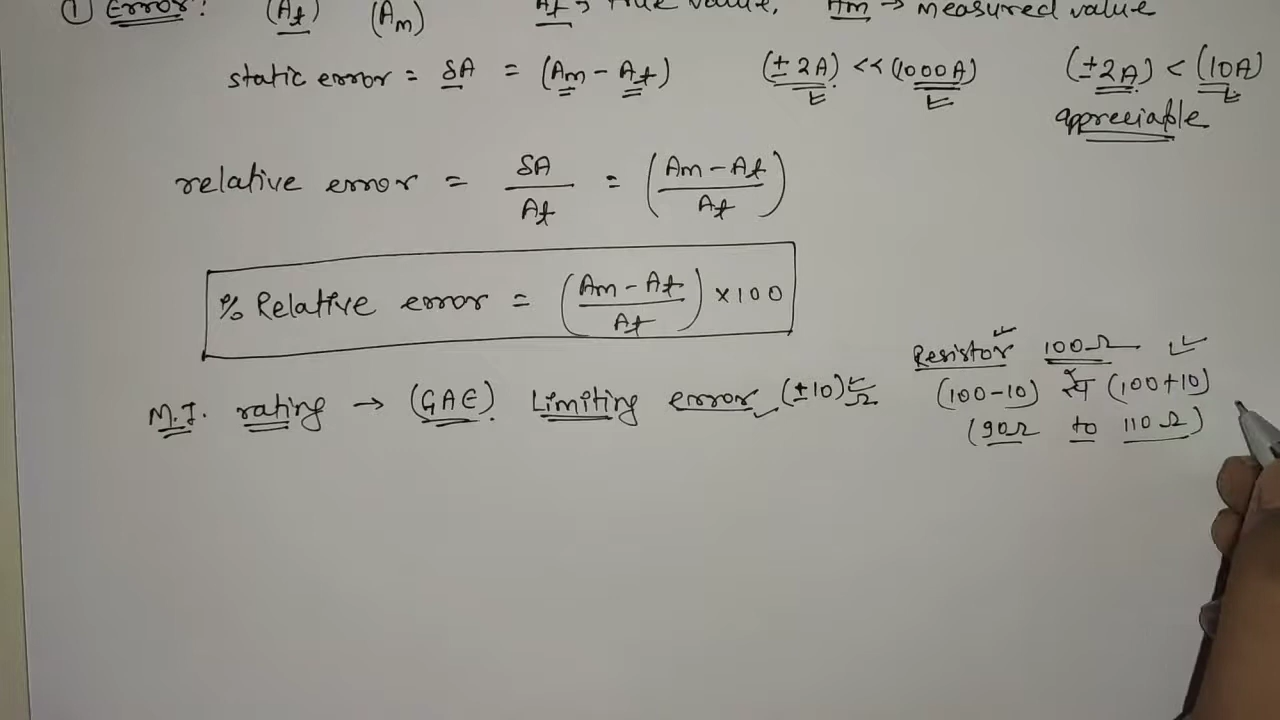 ① Error: (At) (Am) At → True value, Am → measured value
static error = δA = (Am - At) (± 2A) << (1000A) (±2A) < (10A)
appreciable
relative error = δA/At = (Am - At/At)
% Relative error = (Am - At/At) × 100
Resistor 100Ω
M.I. rating → (GAE) Limiting error (±10)Ω (100-10) से (100+10)
(90Ω to 110Ω)